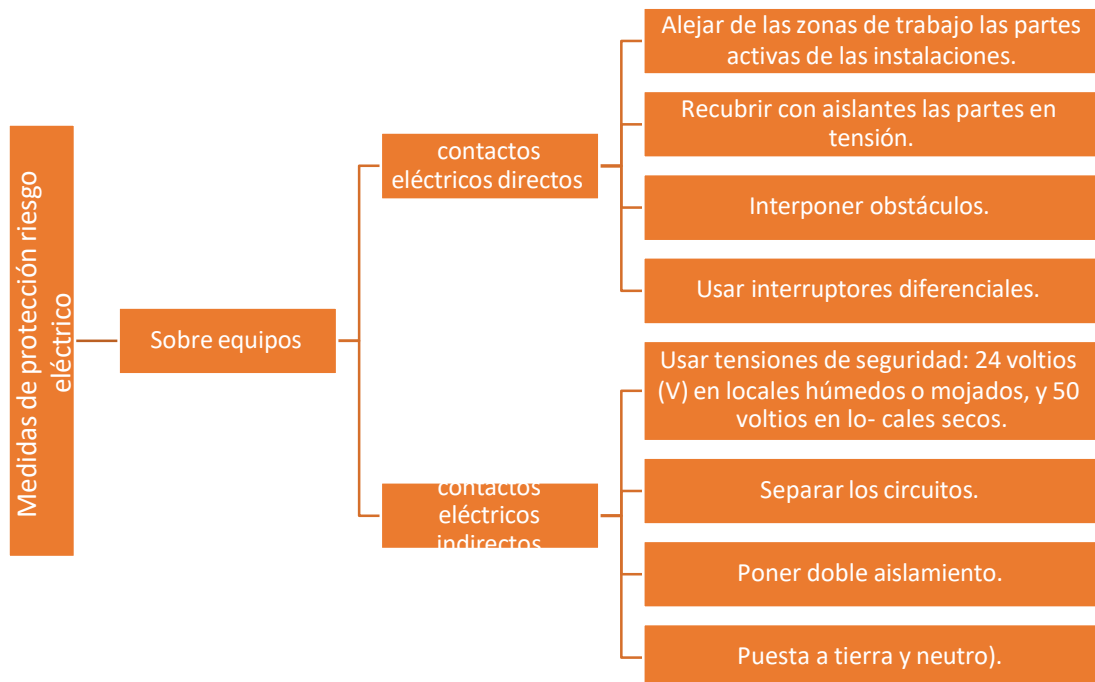 Medidas de protección riesgo
eléctrico
Sobre equipos
contactos
eléctricos directos
Alejar de las zonas de trabajo las partes
activas de las instalaciones.
Recubrir con aislantes las partes en
tensión.
Interponer obstáculos.
Usar interruptores diferenciales.
contactos
eléctricos
indirectos
Usar tensiones de seguridad: 24 voltios
(V) en locales húmedos o mojados, y 50
voltios en lo- cales secos.
Separar los circuitos.
Poner doble aislamiento.
Puesta a tierra y neutro).